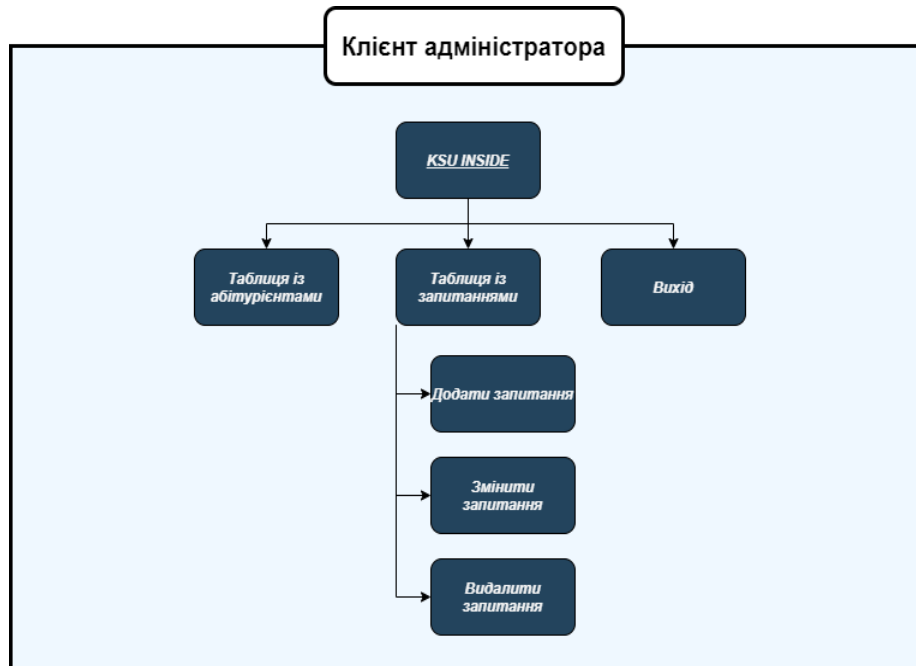 Клієнт адміністратора
KSU INSIDE
Таблиця із
абітурієнтами
Таблиця із
запитаннями
Вихід
Додати запитання
Змінити
запитання
Видалити
запитання